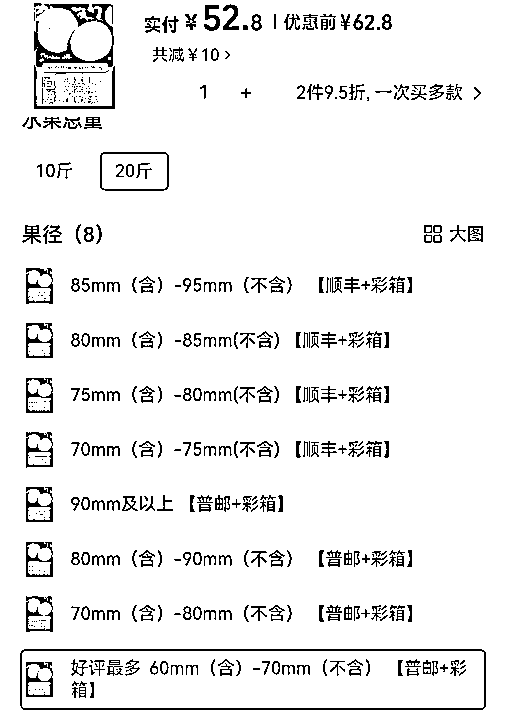 实付¥52.8 | 优惠前¥62.8
共减¥10>
1 + 2件9.5折, 一次买多款 >
水果总重
10斤 20斤
果径（8） 大图
85mm（含）-95mm（不含）【顺丰+彩箱】
80mm（含）-85mm(不含)【顺丰+彩箱】
75mm（含）-80mm(不含)【顺丰+彩箱】
70mm（含）-75mm(不含)【顺丰+彩箱】
90mm及以上 【普邮+彩箱】
80mm（含）-90mm（不含）【普邮+彩箱】
70mm（含）-80mm（不含）【普邮+彩箱】
好评最多 60mm（含）-70mm（不含）【普邮+彩
箱】